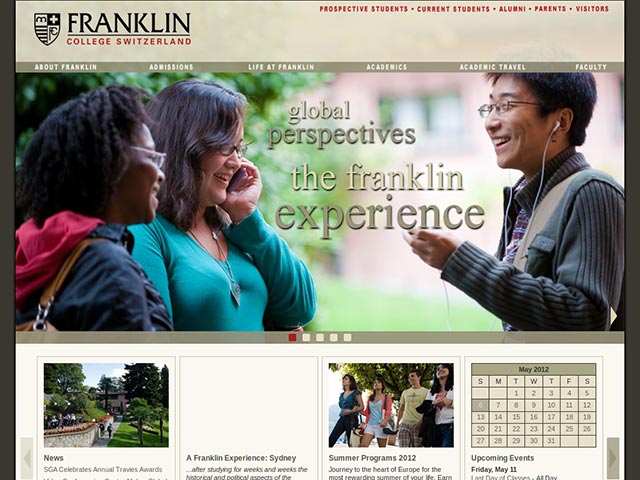 FRANKLIN
COLLEGE SWITZERLAND
PROSPECTIVE STUDENTS • CURRENT STUDENTS • ALUMNI • PARENTS • VISITORS
ABOUT FRANKLIN ADMISSIONS LIFE AT FRANKLIN ACADEMICS ACADEMIC TRAVEL FACULTY
global
perspectives
the franklin
experience
May 2012
S M T W T F S
1 2 3 4 5
6 7 8 9 10 11 12
13 14 15 16 17 18 19
20 21 22 23 24 25 26
27 28 29 30 31
News
SGA Celebrates Annual Travies Awards
A Franklin Experience: Sydney
...after studying for weeks and weeks the
historical and political aspects of the
Summer Programs 2012
Journey to the heart of Europe for the
most rewarding summer of your life. Earn
Upcoming Events
Friday, May 11
Last Day of Classes - All Day